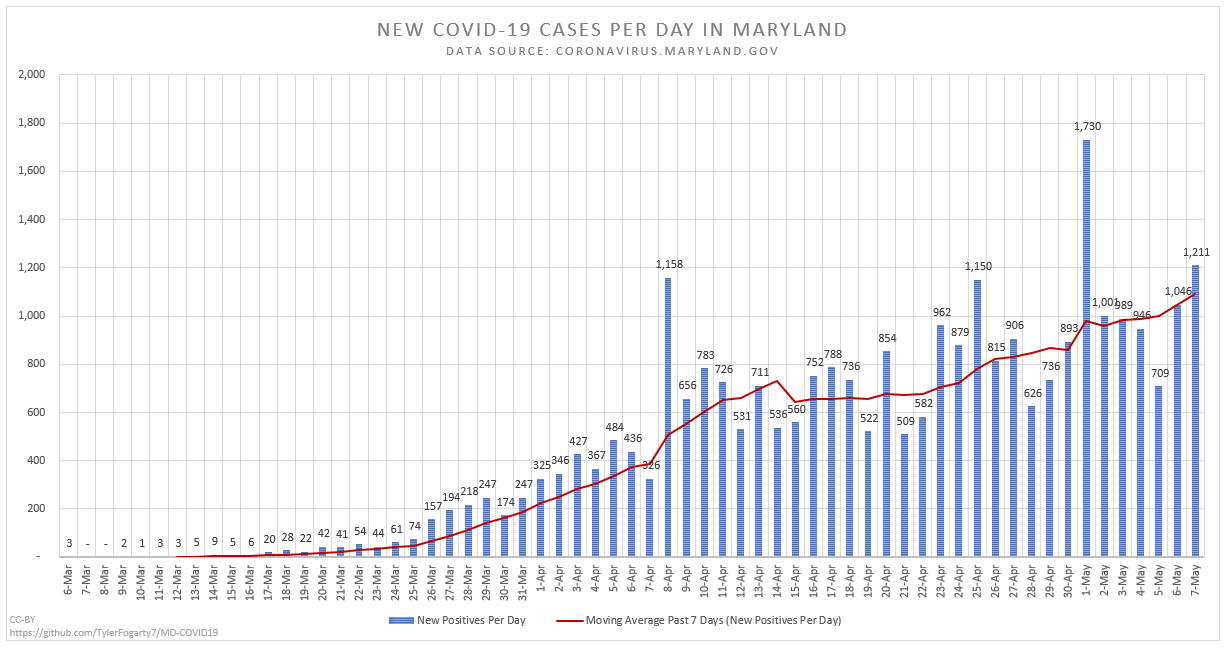 NEW COVID-19 CASES PER DAY IN MARYLAND
DATA SOURCE: CORONAVIRUS.MARYLAND.GOV
2,000
1,800
1,600
1,400
1,200
1,000
800
600
400
200
-
3 - - 2 1 3 3 5 9 5 6 20 28 22 42 41 54 44 61 74 157 194 218 247 174 247 325 346 427 367 484 436 326 1,158 656 783 726 531 711 536 560 752 788 736 522 854 509 582 962 879 1,150 815 906 626 736 893 1,730 1,001 989 946 709 1,046 1,211
6-Mar 7-Mar 8-Mar 9-Mar 10-Mar 11-Mar 12-Mar 13-Mar 14-Mar 15-Mar 16-Mar 17-Mar 18-Mar 19-Mar 20-Mar 21-Mar 22-Mar 23-Mar 24-Mar 25-Mar 26-Mar 27-Mar 28-Mar 29-Mar 30-Mar 31-Mar 1-Apr 2-Apr 3-Apr 4-Apr 5-Apr 6-Apr 7-Apr 8-Apr 9-Apr 10-Apr 11-Apr 12-Apr 13-Apr 14-Apr 15-Apr 16-Apr 17-Apr 18-Apr 19-Apr 20-Apr 21-Apr 22-Apr 23-Apr 24-Apr 25-Apr 26-Apr 27-Apr 28-Apr 29-Apr 30-Apr 1-May 2-May 3-May 4-May 5-May 6-May 7-May
New Positives Per Day
Moving Average Past 7 Days (New Positives Per Day)
CC-BY
https://github.com/TylerFogarty7/MD-COVID19